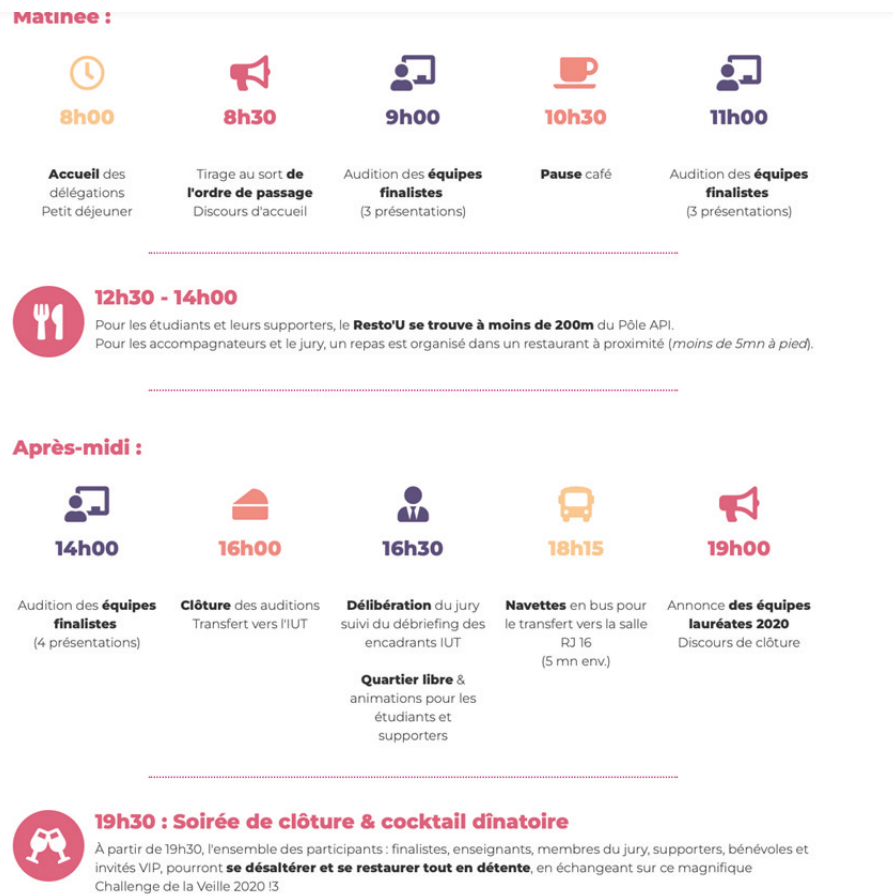 Matinée :
8h00
8h30
9h00
10h30
11h00
Accueil des
délégations
Petit déjeuner
Tirage au sort de
l'ordre de passage
Discours d'accueil
Audition des équipes
finalistes
(3 présentations)
Pause café
Audition des équipes
finalistes
(3 présentations)
12h30 - 14h00
Pour les étudiants et leurs supporters, le Resto'U se trouve à moins de 200m du Pôle API.
Pour les accompagnateurs et le jury, un repas est organisé dans un restaurant à proximité (moins de 5mn à pied).
Après-midi :
14h00
16h00
16h30
18h15
19h00
Audition des équipes
finalistes
(4 présentations)
Clôture des auditions
Transfert vers l'IUT
Délibération du jury
suivi du débriefing des
encadrants IUT
Quartier libre &
animations pour les
étudiants et
supporters
Navettes en bus pour
le transfert vers la salle
RJ 16
(5 mn env.)
Annonce des équipes
lauréates 2020
Discours de clôture
19h30 : Soirée de clôture & cocktail dînatoire
À partir de 19h30, l'ensemble des participants : finalistes, enseignants, membres du jury, supporters, bénévoles et
invités VIP, pourront se désaltérer et se restaurer tout en détente, en échangeant sur ce magnifique
Challenge de la Veille 2020 !3